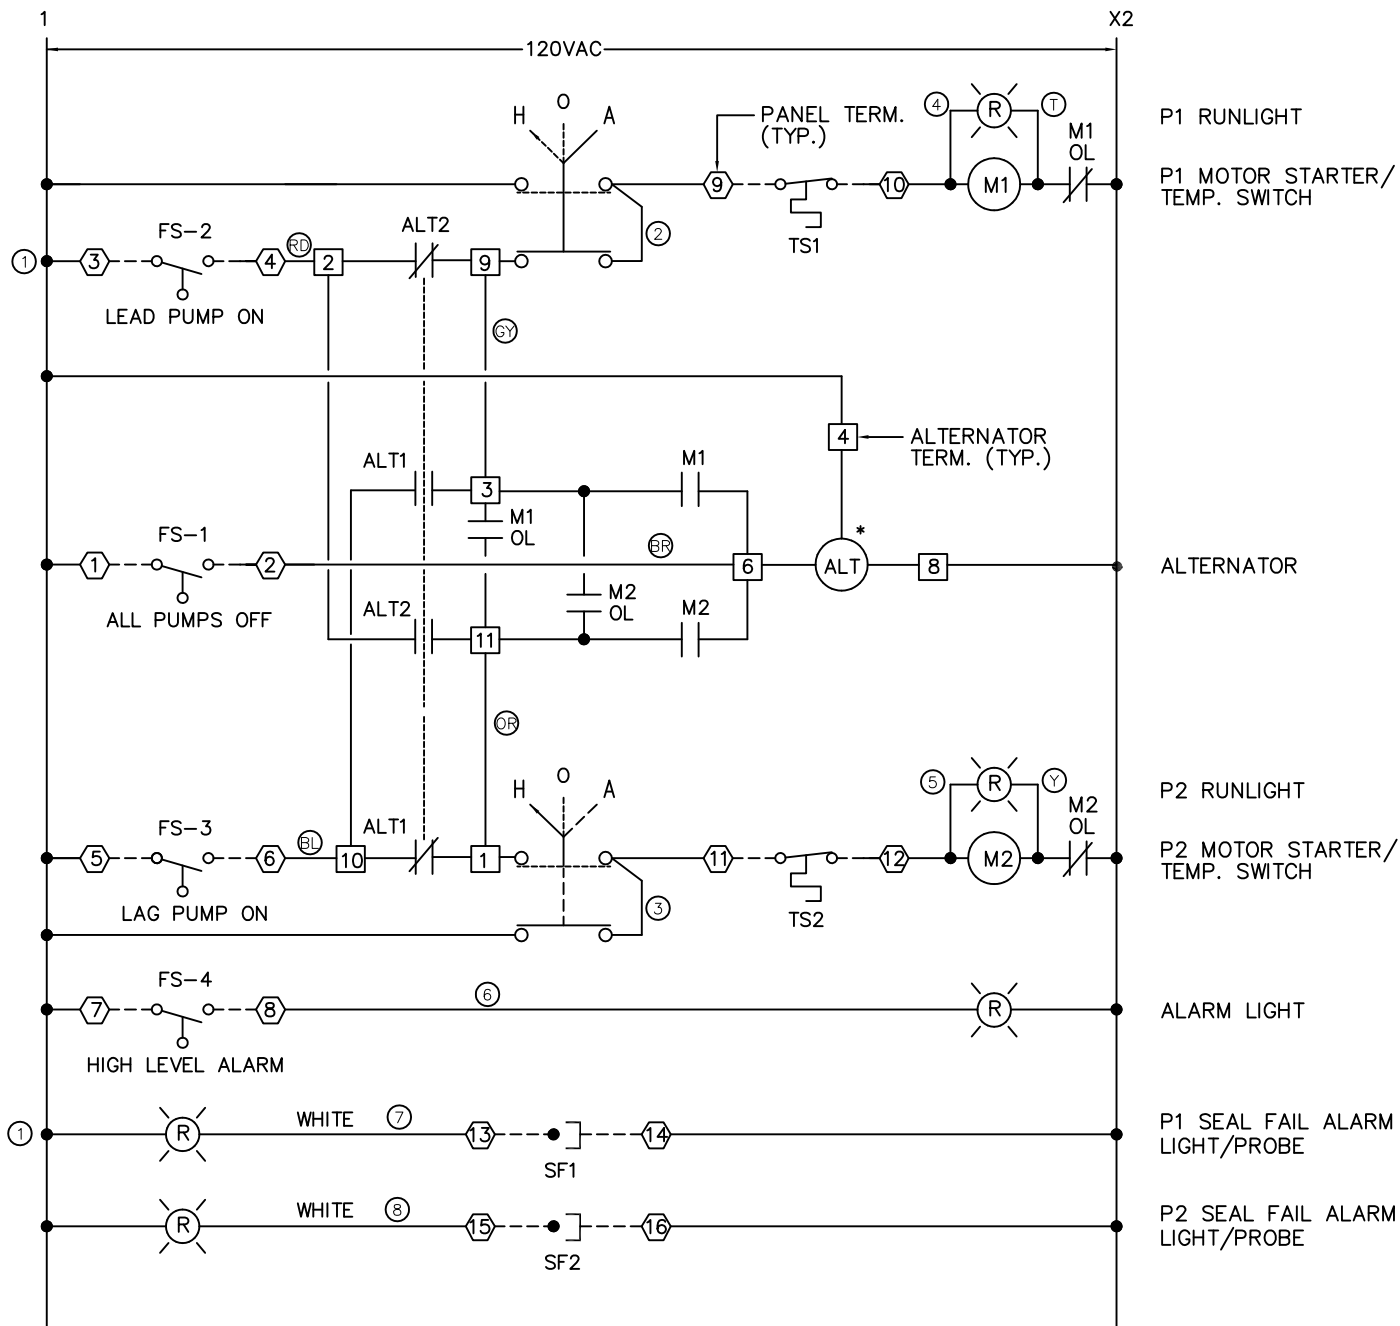 1
X2
120VAC
H O A
PANEL TERM.
(TYP.)
4 R T
P1 RUNLIGHT
M1
OL
9
TS1
10
M1
P1 MOTOR STARTER/
TEMP. SWITCH
1
3
FS-2
4
RD
2
ALT2
9
2
LEAD PUMP ON
GY
4
ALTERNATOR
TERM. (TYP.)
ALT1
3
M1
M1
OL
1
FS-1
2
BR
6
ALT
*
8
ALTERNATOR
ALL PUMPS OFF
ALT2
11
M2
OL
M2
OR
H O A
5 R Y
P2 RUNLIGHT
M2
OL
5
FS-3
6
BL
10
ALT1
1
11
TS2
12
M2
P2 MOTOR STARTER/
TEMP. SWITCH
LAG PUMP ON
3
FS-4
7
8
6
R
ALARM LIGHT
HIGH LEVEL ALARM
1
R
WHITE 7
13
SF1
14
P1 SEAL FAIL ALARM
LIGHT/PROBE
R
WHITE 8
15
SF2
16
P2 SEAL FAIL ALARM
LIGHT/PROBE